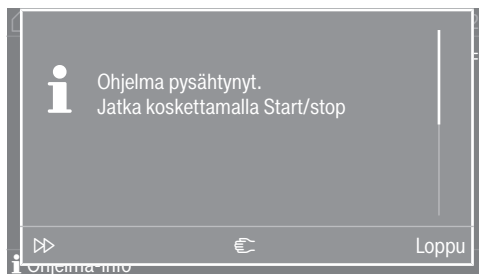 Ohjelma pysähtynyt.
Jatka koskettamalla Start/stop
Loppu
Ohjelma-info